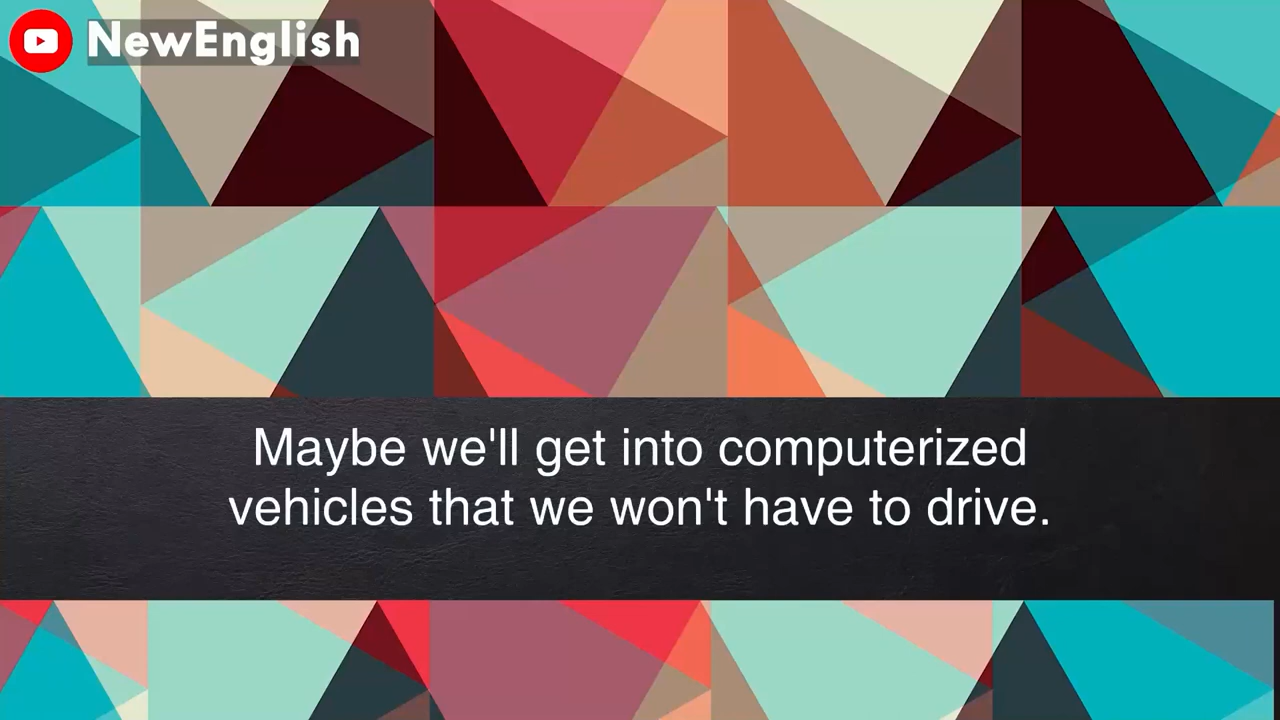 NewEnglish
Maybe we'll get into computerized
vehicles that we won't have to drive.